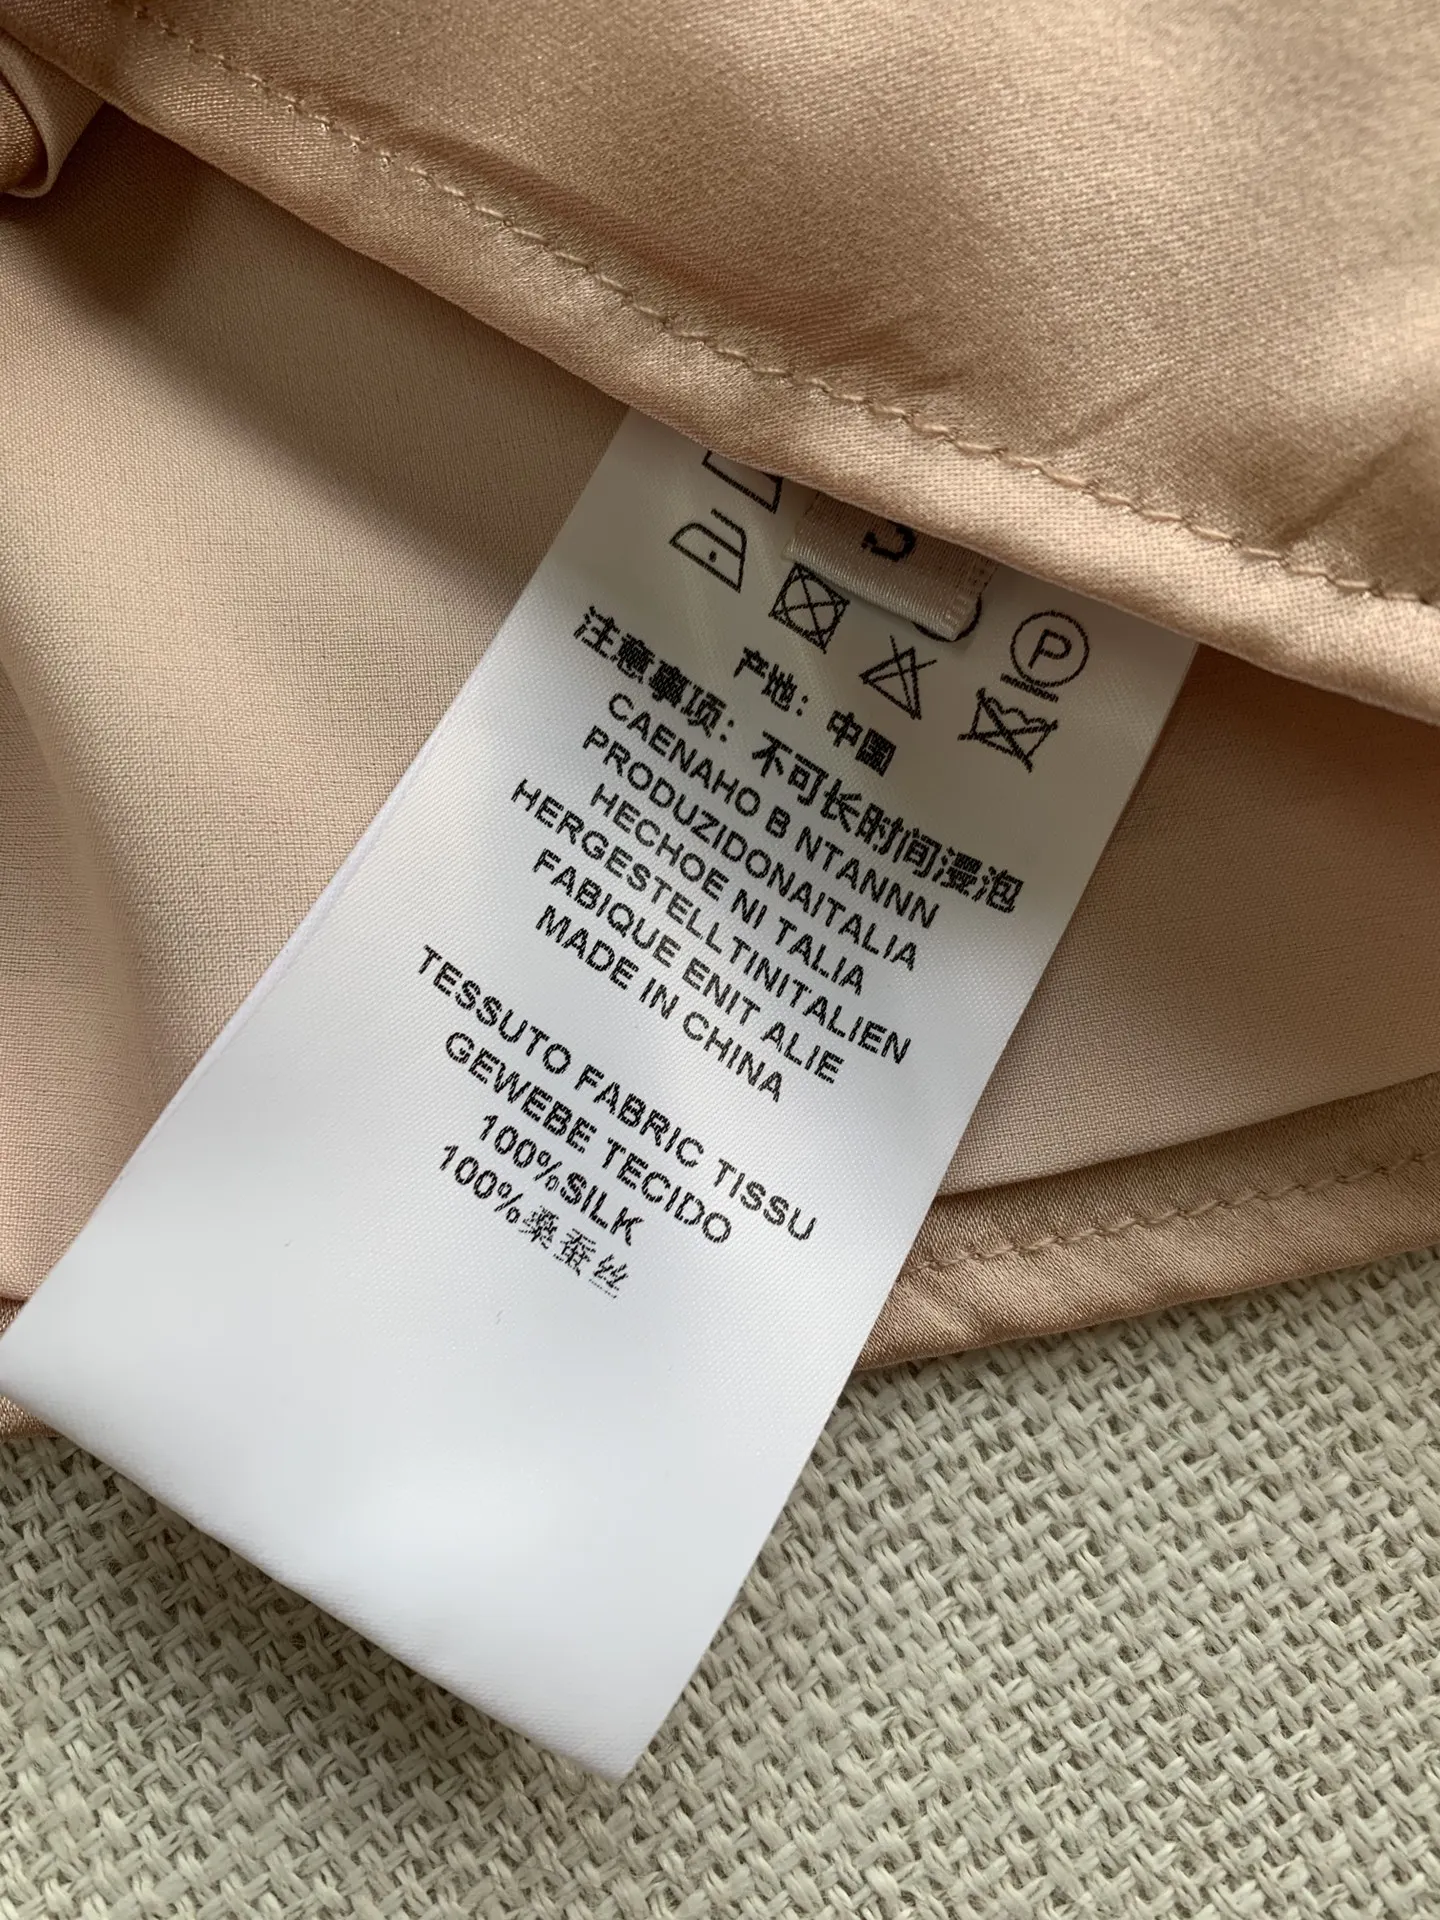 P
产地：中国
注意事项：不可长时间浸泡
CAENAHO B NTANNN
PRODUZIDONAITALIA
HECHOE NI TALIA
HERGESTELLTINITALIEN
FABIQUE ENIT ALIE
MADE IN CHINA
TESSUTO FABRIC TISSU
GEWEBE TECIDO
100%SILK
100%桑蚕丝